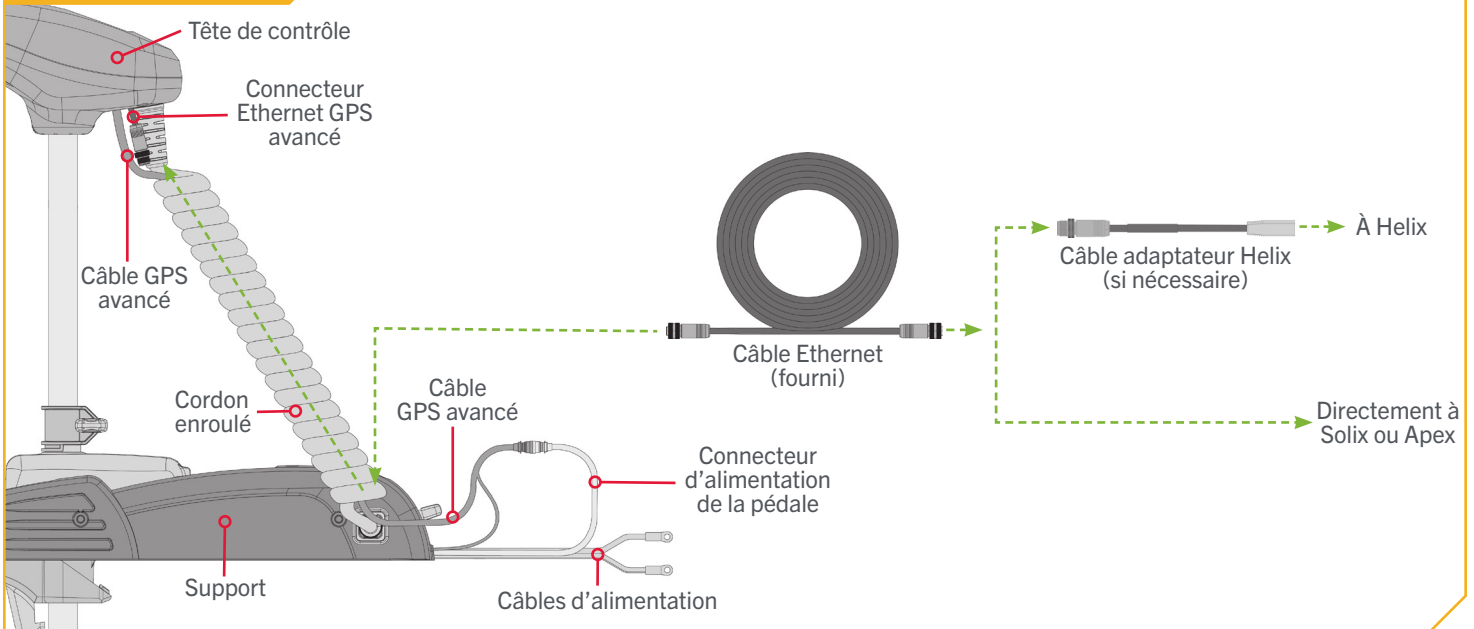 Tête de contrôle
Connecteur
Ethernet GPS
avancé
Câble GPS
avancé
Cordon
enroulé
Câble
GPS avancé
Connecteur
d’alimentation
de la pédale
Support
Câbles d’alimentation
Câble Ethernet
(fourni)
Câble adaptateur Helix
(si nécessaire)
À Helix
Directement à
Solix ou Apex